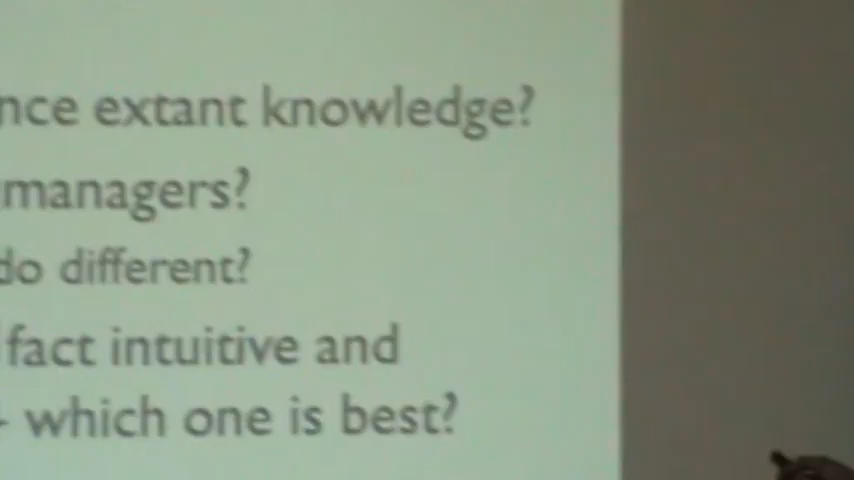 nce extant knowledge?
managers?
do different?
fact intuitive and
which one is best?